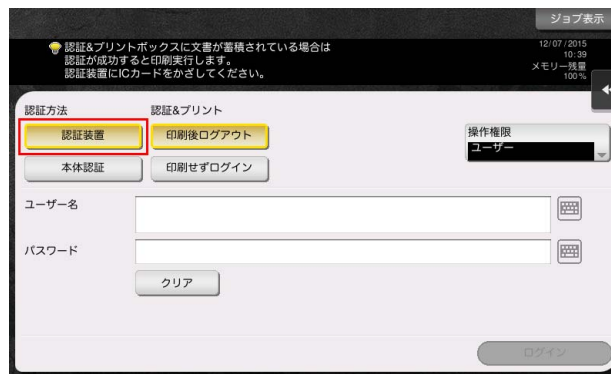 ジョブ表示
認証&プリントボックスに文書が蓄積されている場合は
認証が成功すると印刷実行します。
認証装置にICカードをかざしてください。
12/07/2015
10:39
メモリー残量
100%
認証方法
認証&プリント
認証装置
印刷後ログアウト
操作権限
ユーザー
本体認証
印刷せずログイン
ユーザー名
パスワード
クリア
ログイン